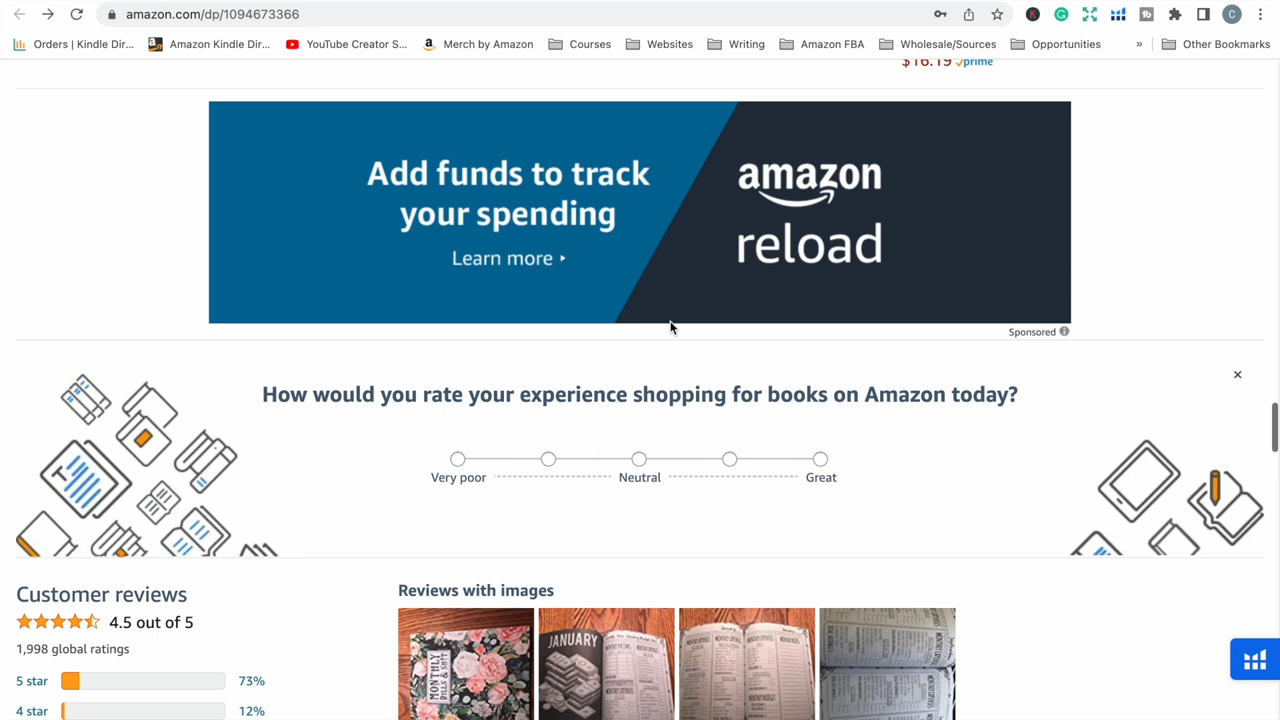 amazon.com/dp/1094673366
C
Orders | Kindle Dir...
Amazon Kindle Dir...
YouTube Creator S...
Merch by Amazon
Courses
Websites
Writing
Amazon FBA
Wholesale/Sources
Opportunities
»
Other Bookmarks
$16.19 prime
Add funds to track
your spending
Learn more
amazon
reload
Sponsored
How would you rate your experience shopping for books on Amazon today?
Very poor
Neutral
Great
Customer reviews
4.5 out of 5
1,998 global ratings
5 star
73%
4 star
12%
Reviews with images
MONTHLY
JANUARY